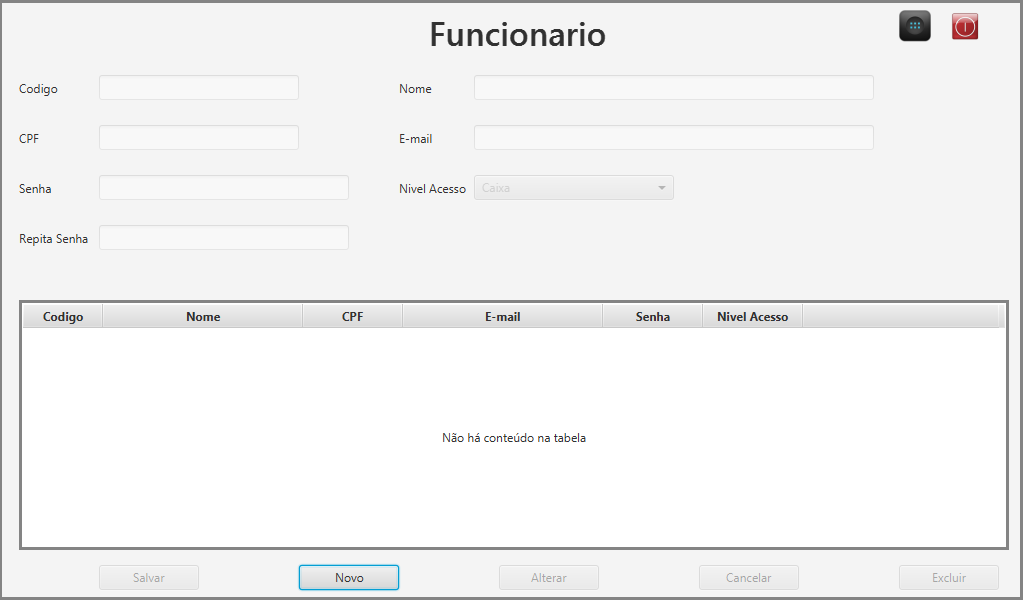 Funcionario
Codigo Nome
CPF E-mail
Senha Nivel Acesso Caixa
Repita Senha
Codigo Nome CPF E-mail Senha Nivel Acesso
Não há conteúdo na tabela
Salvar Novo Alterar Cancelar Excluir